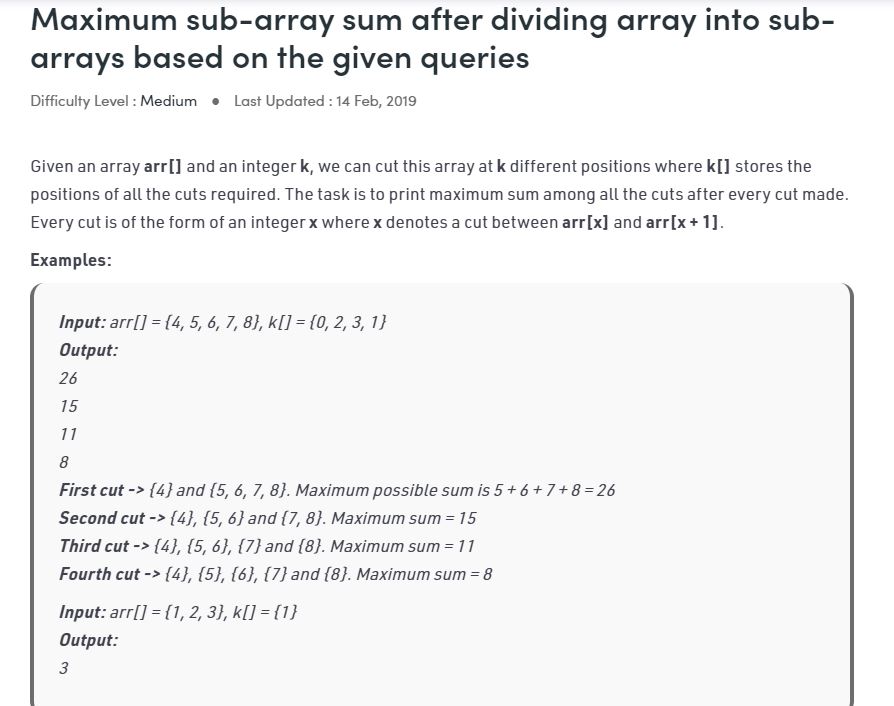 Maximum sub-array sum after dividing array into sub-
arrays based on the given queries
Difficulty Level : Medium ● Last Updated : 14 Feb, 2019
Given an array arr[] and an integer k, we can cut this array at k different positions where k[] stores the
positions of all the cuts required. The task is to print maximum sum among all the cuts after every cut made.
Every cut is of the form of an integer x where x denotes a cut between arr[x] and arr[x + 1].
Examples:
Input: arr[] = {4, 5, 6, 7, 8}, k[] = {0, 2, 3, 1}
Output:
26
15
11
8
First cut -> {4} and {5, 6, 7, 8}. Maximum possible sum is 5 + 6 + 7 + 8 = 26
Second cut -> {4}, {5, 6} and {7, 8}. Maximum sum = 15
Third cut -> {4}, {5, 6}, {7} and {8}. Maximum sum = 11
Fourth cut -> {4}, {5}, {6}, {7} and {8}. Maximum sum = 8
Input: arr[] = {1, 2, 3}, k[] = {1}
Output:
3